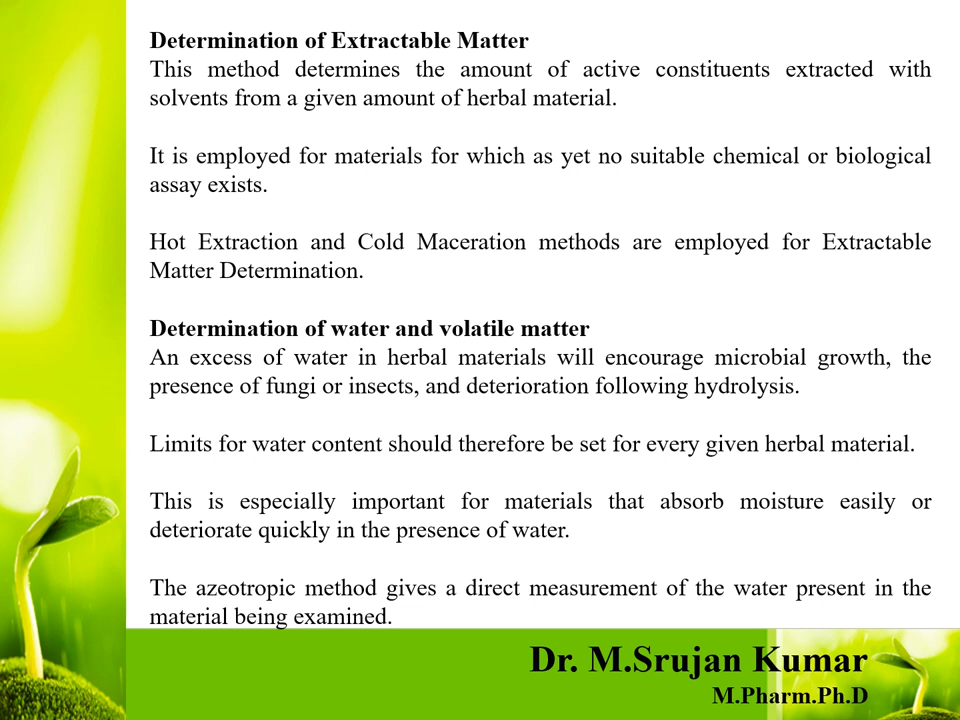 Determination of Extractable Matter
This method determines the amount of active constituents extracted with
solvents from a given amount of herbal material.
It is employed for materials for which as yet no suitable chemical or biological
assay exists.
Hot Extraction and Cold Maceration methods are employed for Extractable
Matter Determination.
Determination of water and volatile matter
An excess of water in herbal materials will encourage microbial growth, the
presence of fungi or insects, and deterioration following hydrolysis.
Limits for water content should therefore be set for every given herbal material.
This is especially important for materials that absorb moisture easily or
deteriorate quickly in the presence of water.
The azeotropic method gives a direct measurement of the water present in the
material being examined.
Dr. M.Srujan Kumar
M.Pharm.Ph.D